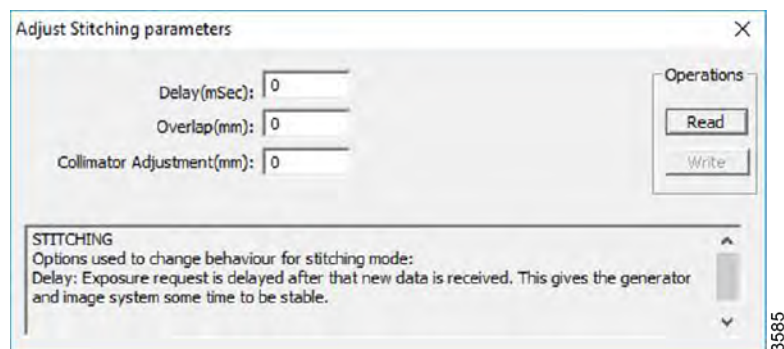 Adjust Stitching parameters
Operations
Delay(mSec): 0
Overlap(mm): 0
Read
Collimator Adjustment(mm): 0
Write
STITCHING
Options used to change behaviour for stitching mode:
Delay: Exposure request is delayed after that new data is received. This gives the generator
and image system some time to be stable.
8585